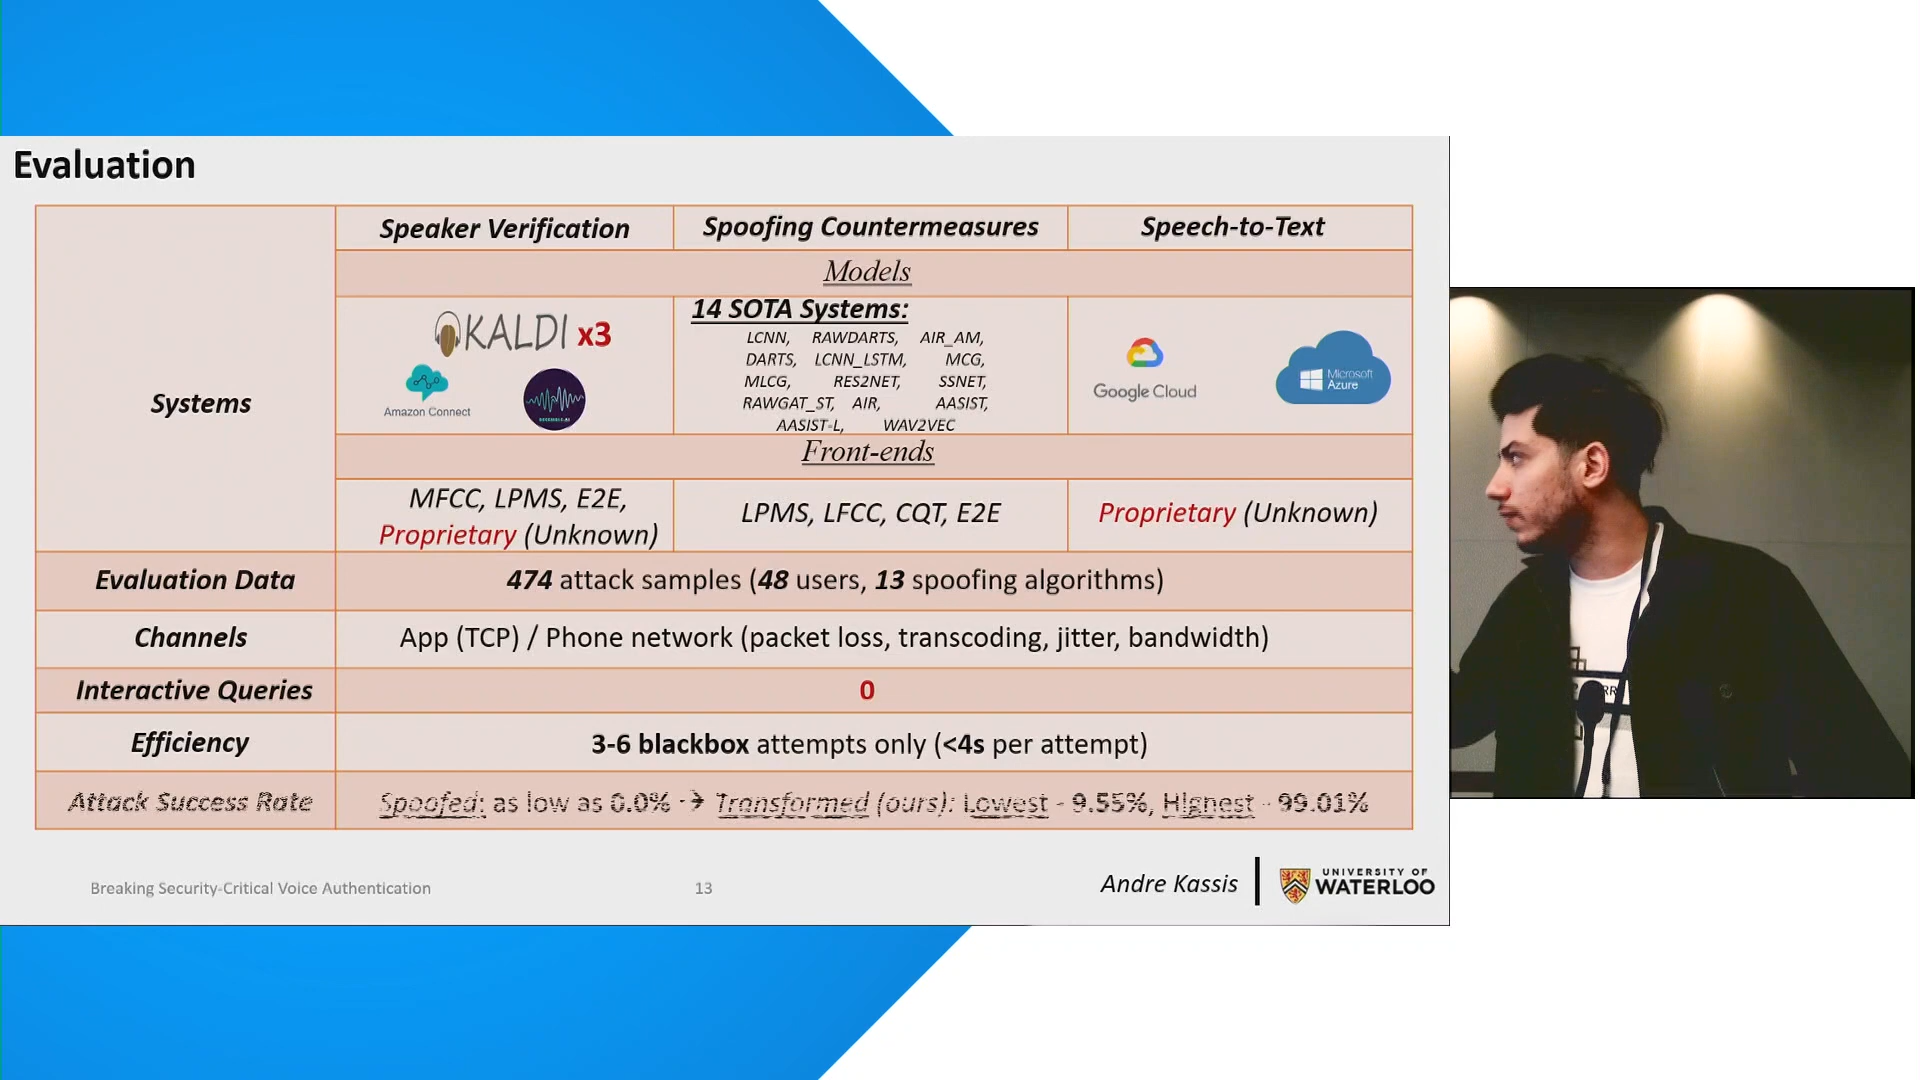 Evaluation
Speaker Verification
Spoofing Countermeasures
Speech-to-Text
Models
Systems
KALDI x3
Amazon Connect
14 SOTA Systems:
LCNN, RAWDARTS, AIR_AM,
DARTS, LCNN_LSTM, MCG,
MLCG, RES2NET, SSNET,
RAWGAT_ST, AIR, AASIST,
AASIST-L, WAV2VEC
Google Cloud
Microsoft
Azure
Front-ends
MFCC, LPMS, E2E,
Proprietary (Unknown)
LPMS, LFCC, CQT, E2E
Proprietary (Unknown)
Evaluation Data
474 attack samples (48 users, 13 spoofing algorithms)
Channels
App (TCP) / Phone network (packet loss, transcoding, jitter, bandwidth)
Interactive Queries
0
Efficiency
3-6 blackbox attempts only (<4s per attempt)
Attack Success Rate
Spoofed: as low as 0.0% → Transformed (ours): Lowest - 9.55%, Highest - 99.01%
Breaking Security-Critical Voice Authentication
13
Andre Kassis
UNIVERSITY OF
WATERLOO